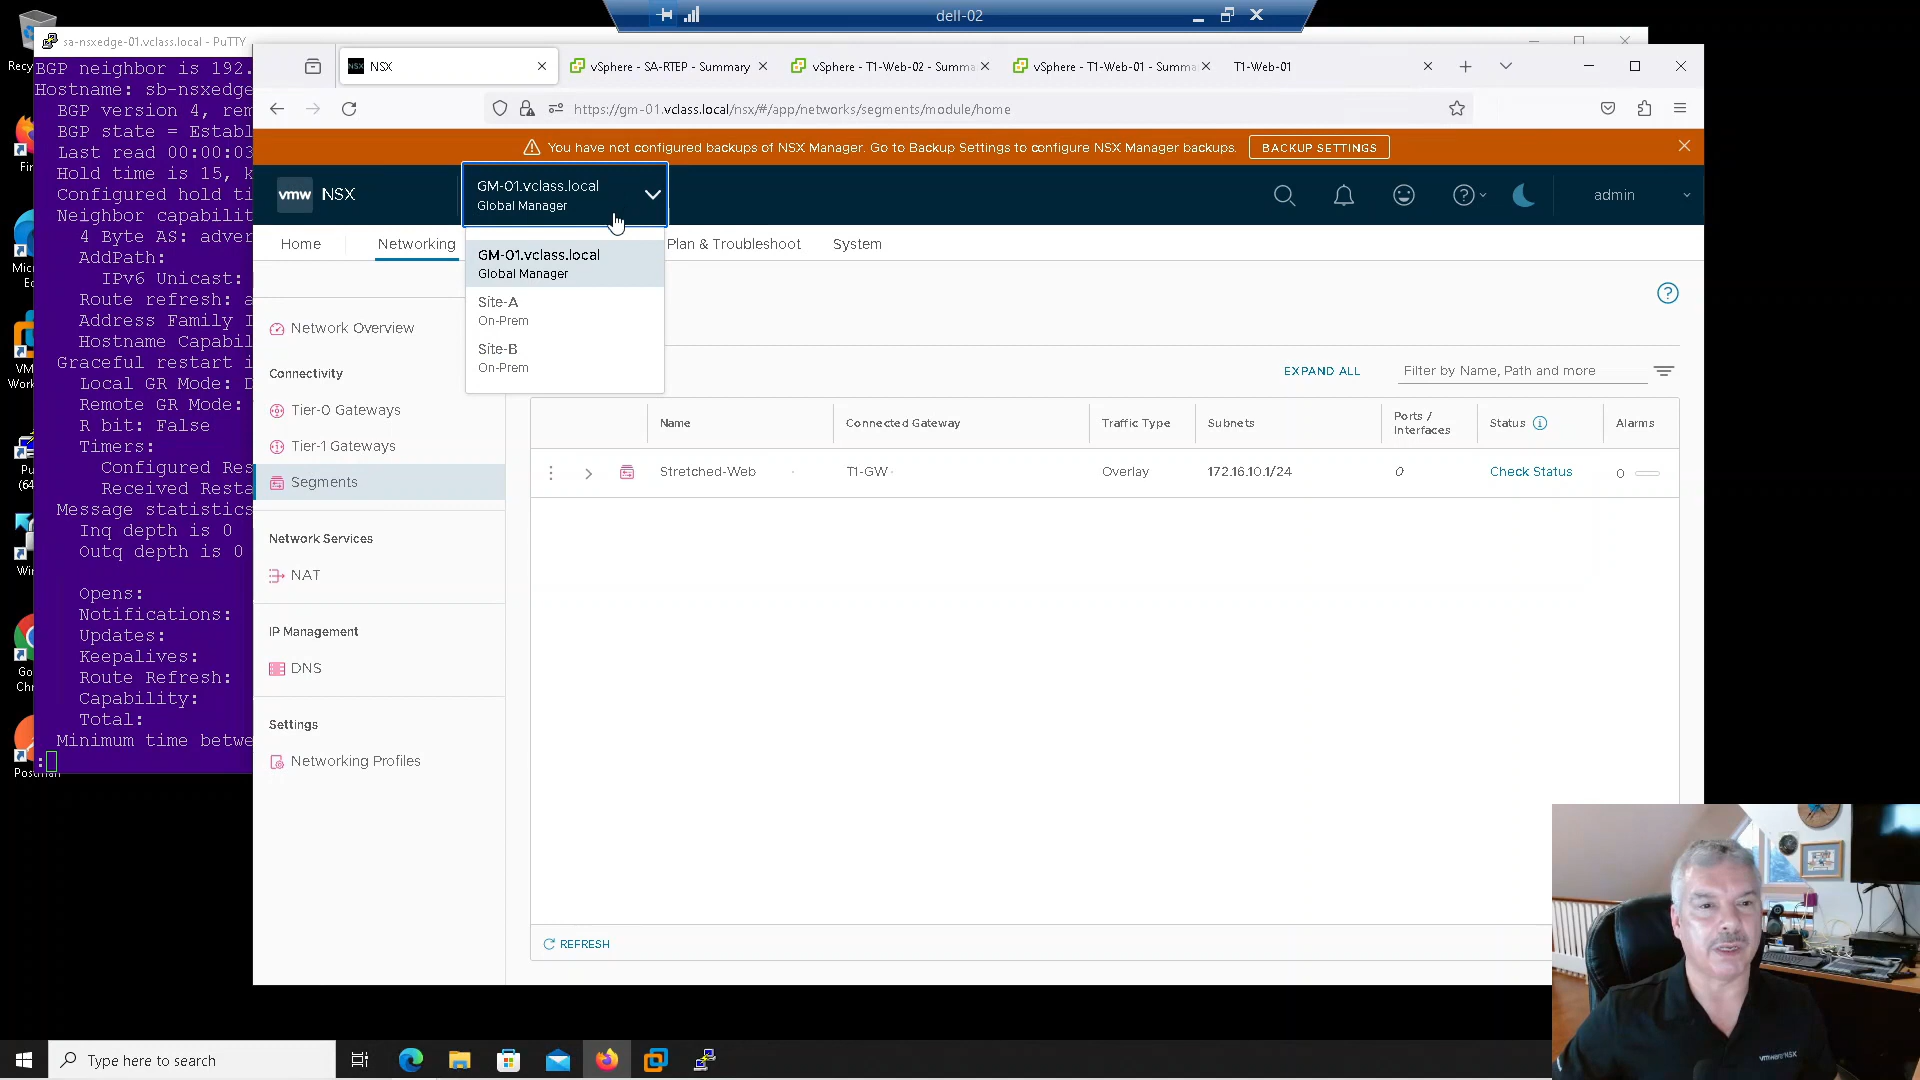 dell-02
sa-nsxedge-01.vclass.local - PuTTY
BGP neighbor is 192.
Hostname: sb-nsxedge
BGP version 4, rem
BGP state = Establ
Last read 00:00:03
Hold time is 15, k
Configured hold ti
Neighbor capabilit
4 Byte AS: adver
AddPath:
IPv6 Unicast:
Route refresh: a
Address Family I
Hostname Capabil
Graceful restart i
Local GR Mode: D
Remote GR Mode:
R bit: False
Timers:
Configured Res
Received Resta
Message statistics
Inq depth is 0
Outq depth is 0
Opens:
Notifications:
Updates:
Keepalives:
Route Refresh:
Capability:
Total:
Minimum time betwe
:
NSX
vSphere - SA-RTEP - Summary
vSphere - T1-Web-02 - Summa
vSphere - T1-Web-01 - Summa
T1-Web-01
https://gm-01.vclass.local/nsx/#/app/networks/segments/module/home
You have not configured backups of NSX Manager. Go to Backup Settings to configure NSX Manager backups.
BACKUP SETTINGS
vmw NSX
GM-01.vclass.local
Global Manager
admin
Home
Networking
Plan & Troubleshoot
System
GM-01.vclass.local
Global Manager
Site-A
On-Prem
Site-B
On-Prem
Network Overview
Connectivity
Tier-0 Gateways
Tier-1 Gateways
Segments
Network Services
NAT
IP Management
DNS
Settings
Networking Profiles
EXPAND ALL
Filter by Name, Path and more
Name
Connected Gateway
Traffic Type
Subnets
Ports /
Interfaces
Status
Alarms
Stretched-Web
T1-GW
Overlay
172.16.10.1/24
0
Check Status
0
REFRESH
Type here to search
vmware NSX